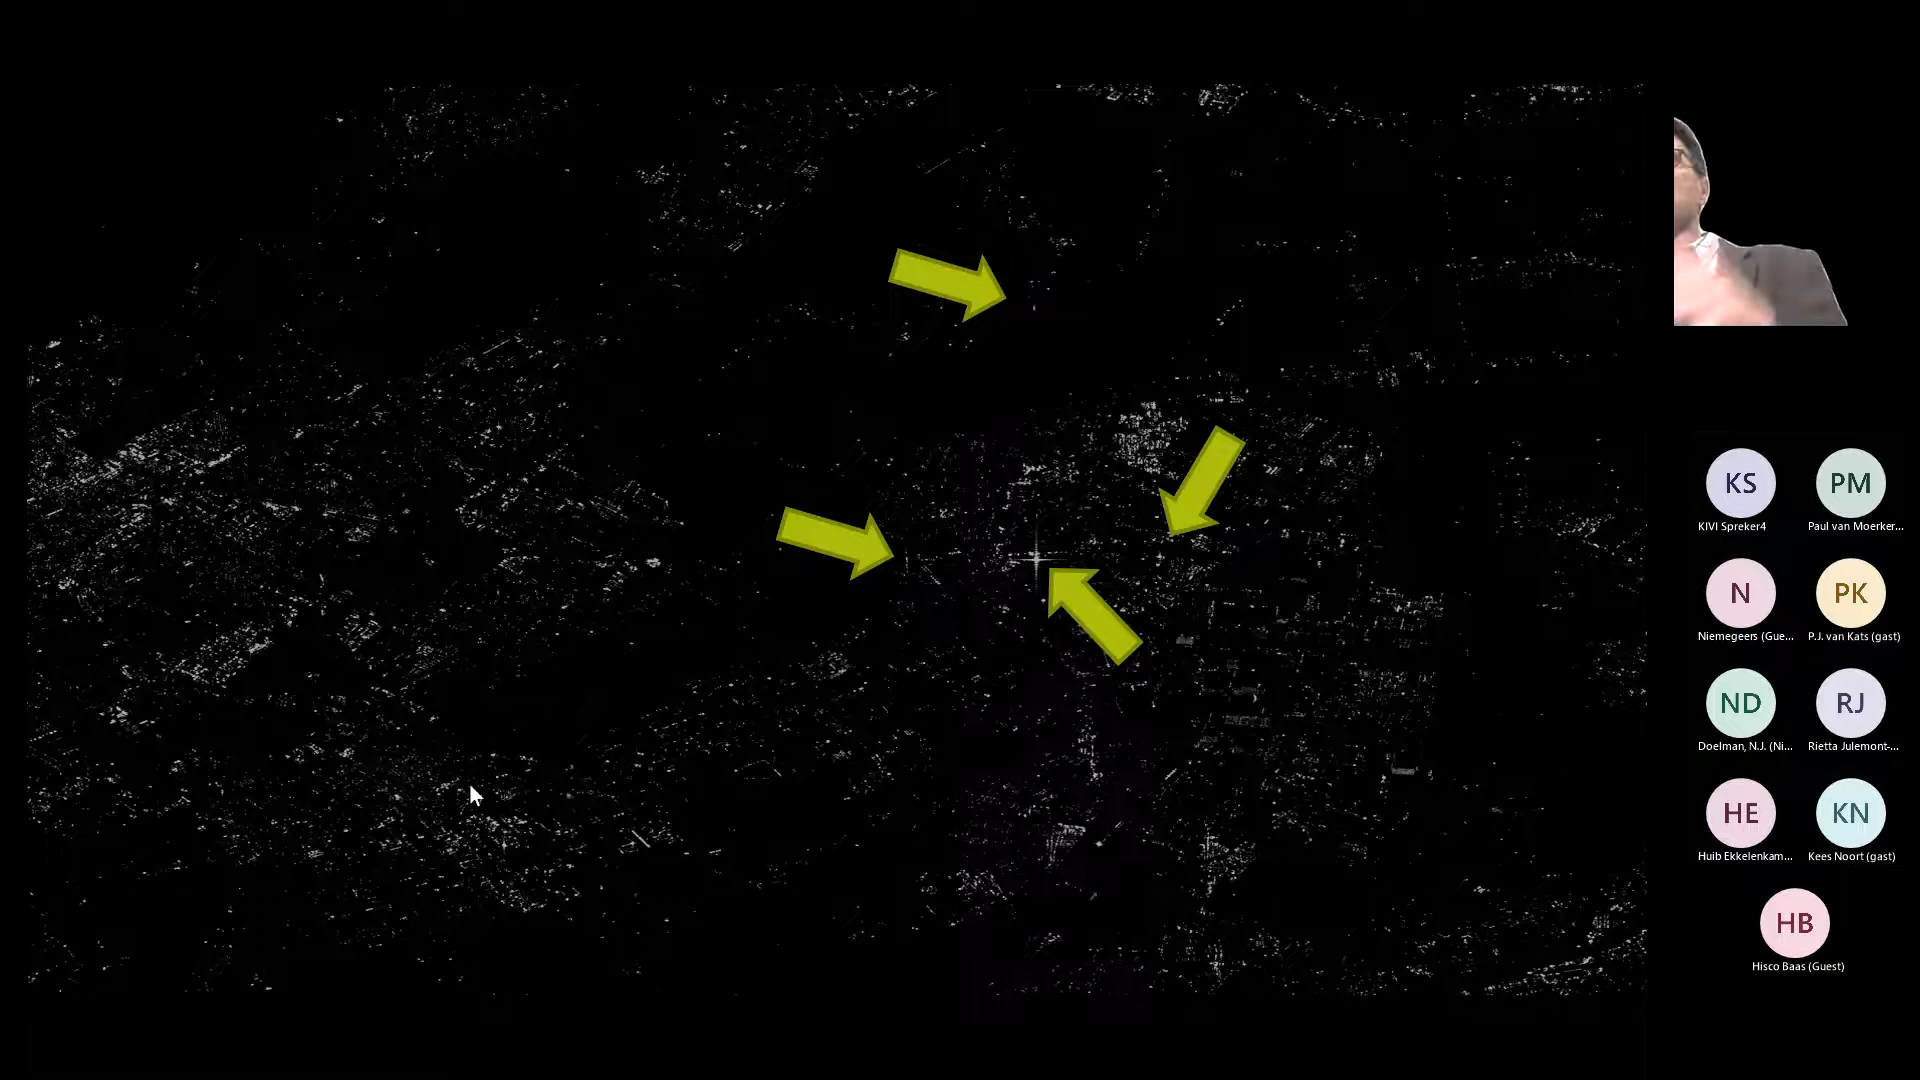 KS
PM
KIVI Spreker4
Paul van Moerker...
N
PK
Niemegeers (Gue...
P.J. van Kats (gast)
ND
RJ
Doelman, N.J. (Ni...
Rietta Julemont-...
HE
KN
Huib Ekkelenkam...
Kees Noort (gast)
HB
Hisco Baas (Guest)